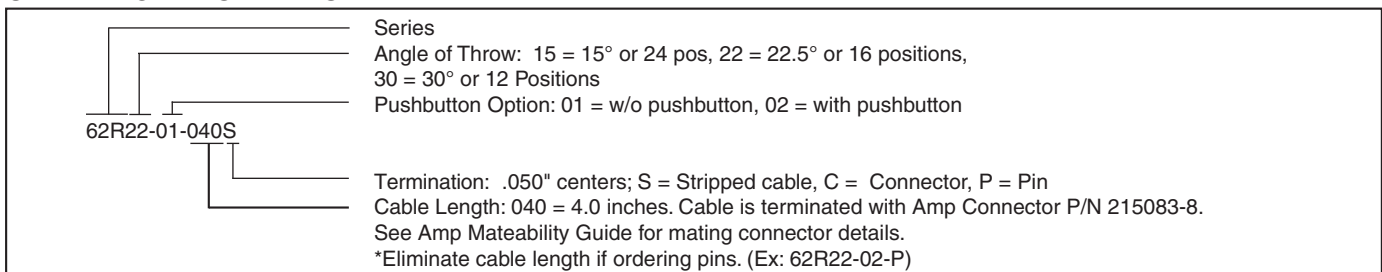 Series
Angle of Throw: 15 = 15° or 24 pos, 22 = 22.5° or 16 positions,
30 = 30° or 12 Positions
Pushbutton Option: 01 = w/o pushbutton, 02 = with pushbutton
62R22-01-040S
Termination: .050" centers; S = Stripped cable, C = Connector, P = Pin
Cable Length: 040 = 4.0 inches. Cable is terminated with Amp Connector P/N 215083-8.
See Amp Mateability Guide for mating connector details.
*Eliminate cable length if ordering pins. (Ex: 62R22-02-P)